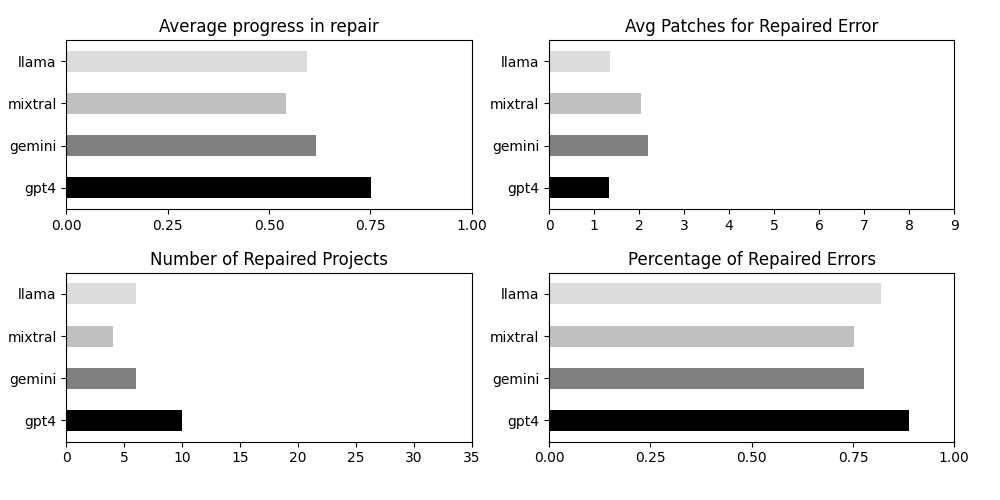 Average progress in repair
llama
mixtral
gemini
gpt4
0.00 0.25 0.50 0.75 1.00
Avg Patches for Repaired Error
llama
mixtral
gemini
gpt4
0 1 2 3 4 5 6 7 8 9
Number of Repaired Projects
llama
mixtral
gemini
gpt4
0 5 10 15 20 25 30 35
Percentage of Repaired Errors
llama
mixtral
gemini
gpt4
0.00 0.25 0.50 0.75 1.00